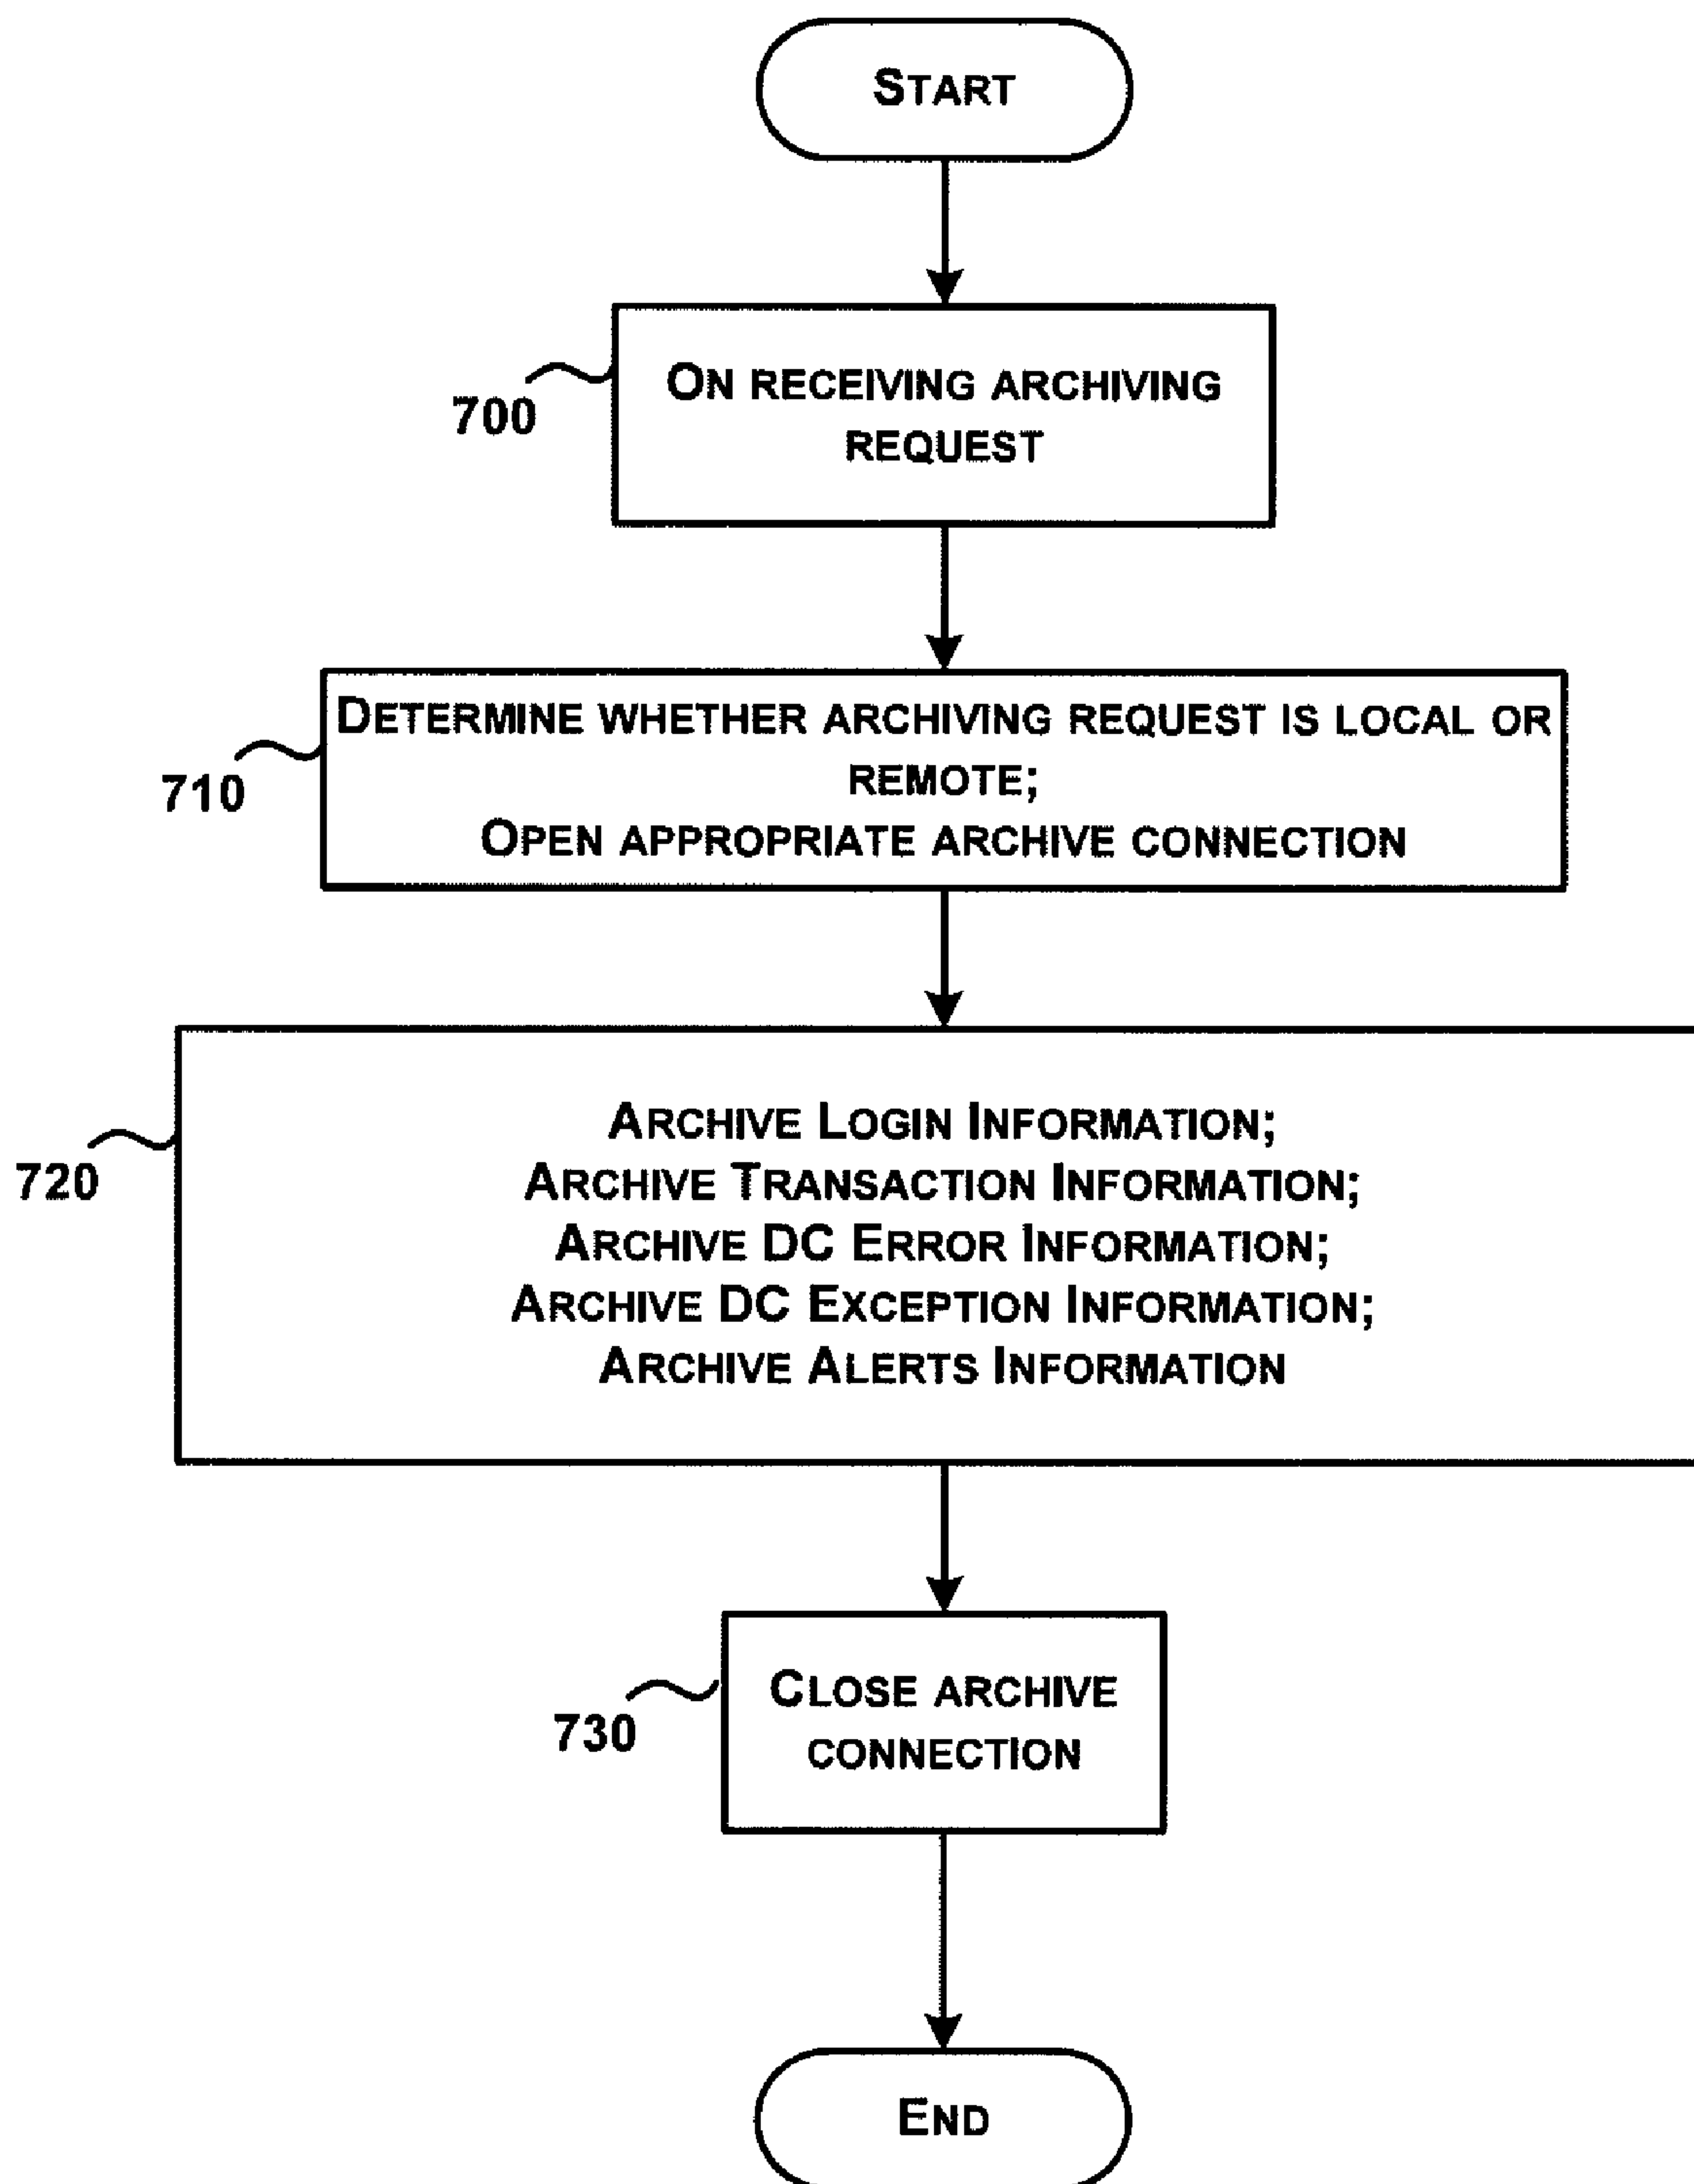 START
ON RECEIVING ARCHIVING
REQUEST
700
DETERMINE WHETHER ARCHIVING REQUEST IS LOCAL OR
REMOTE;
OPEN APPROPRIATE ARCHIVE CONNECTION
710
ARCHIVE LOGIN INFORMATION;
ARCHIVE TRANSACTION INFORMATION;
ARCHIVE DC ERROR INFORMATION;
ARCHIVE DC EXCEPTION INFORMATION;
ARCHIVE ALERTS INFORMATION
720
CLOSE ARCHIVE
CONNECTION
730
END